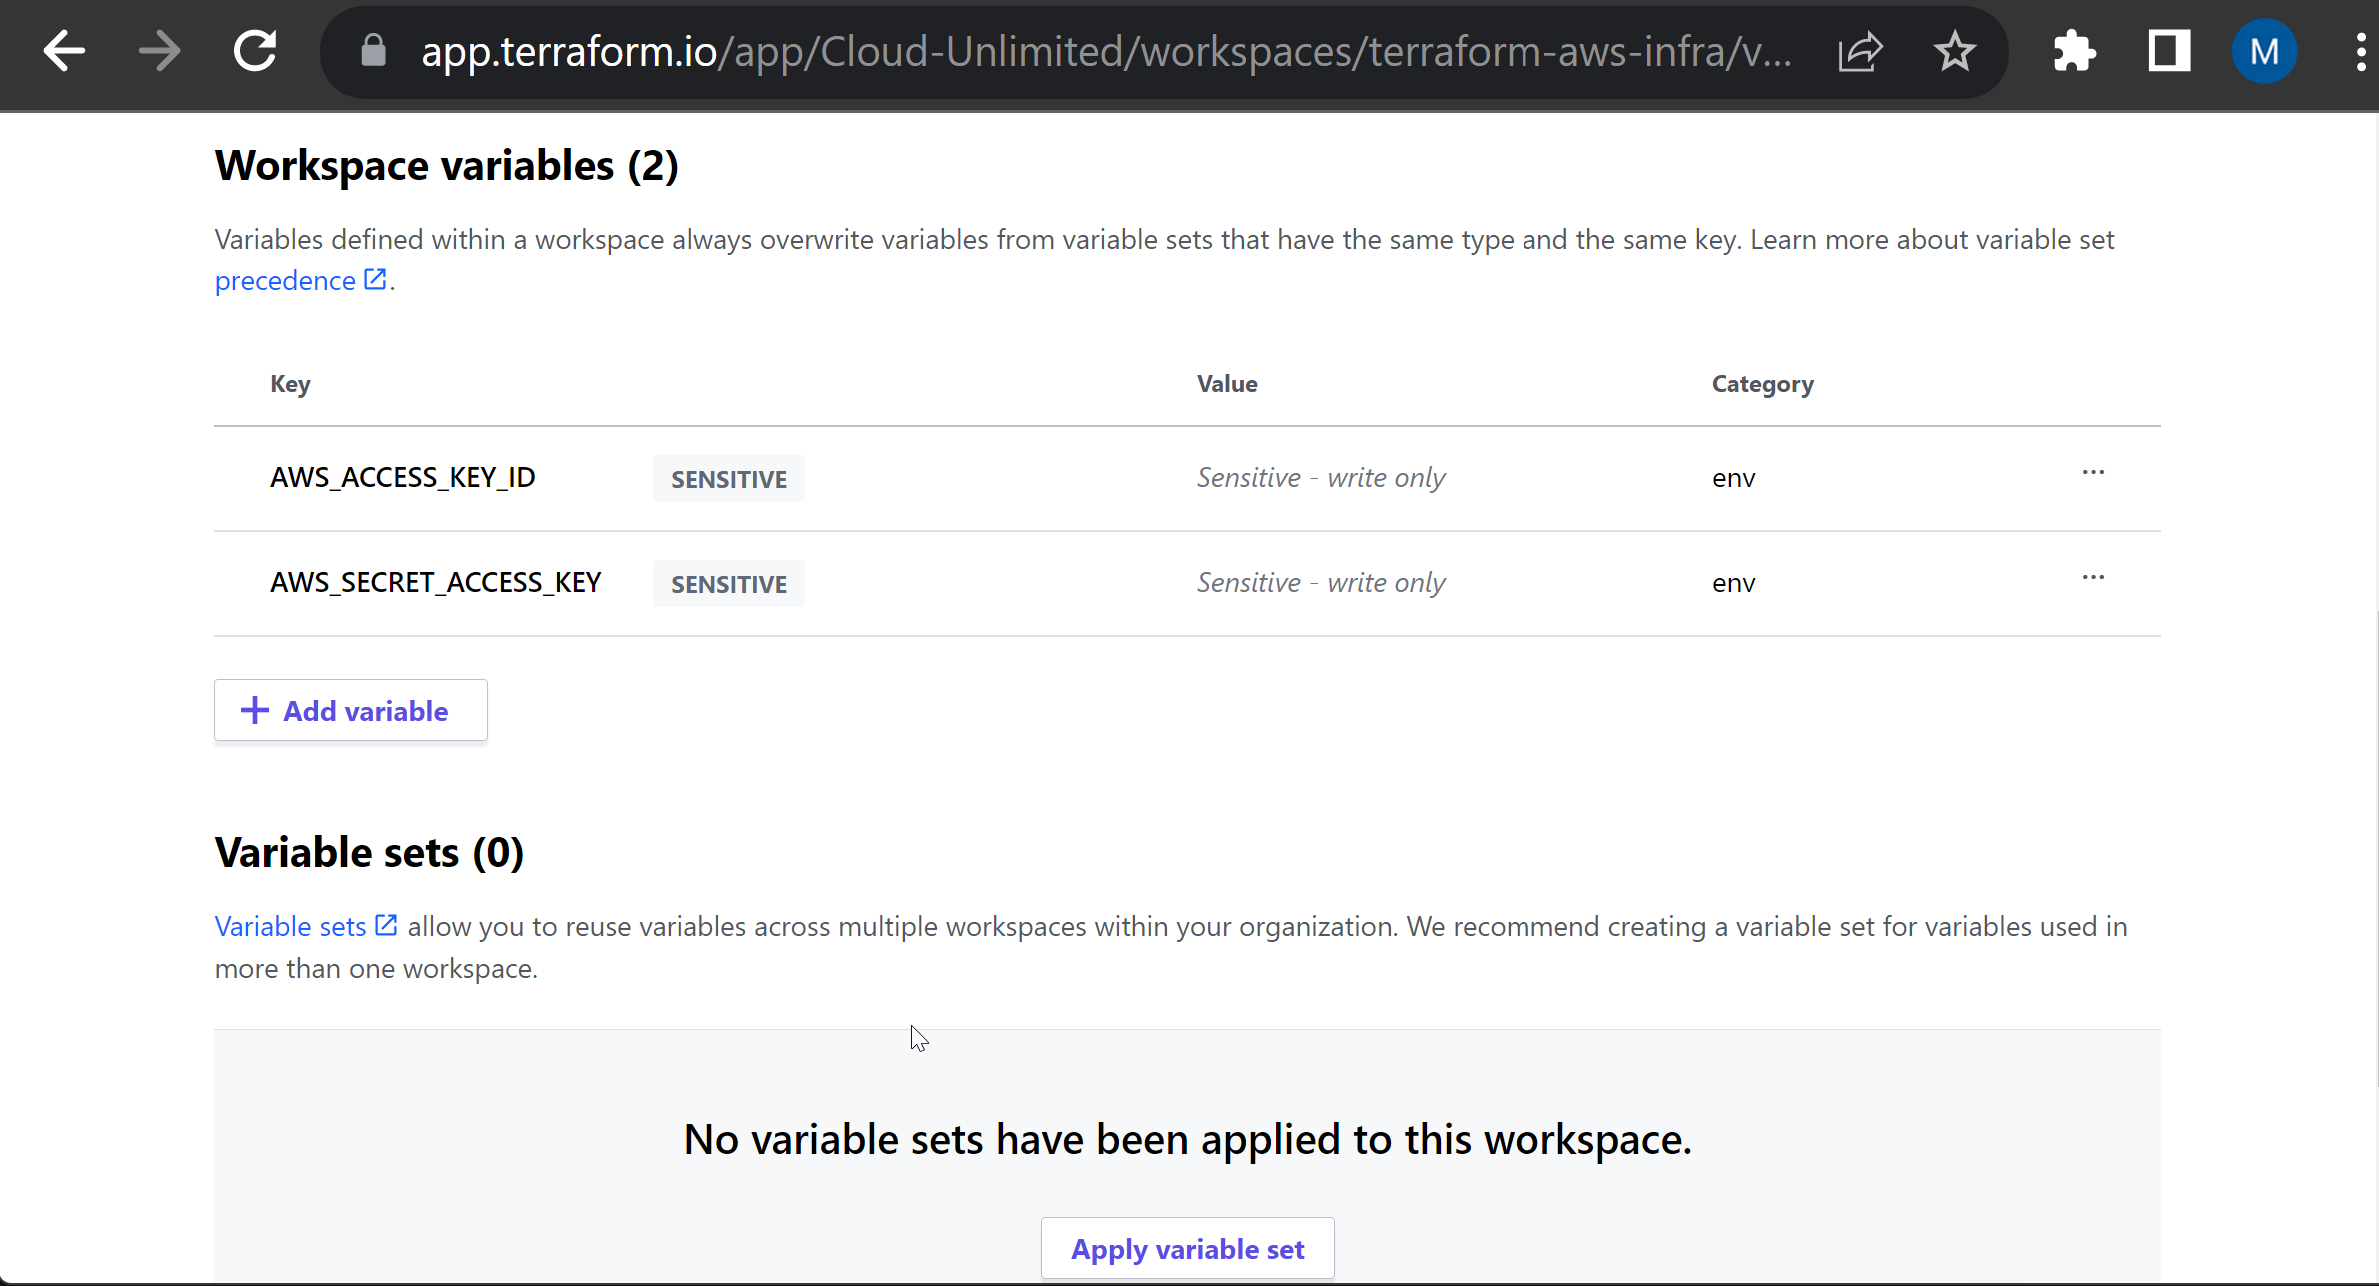 app.terraform.io/app/Cloud-Unlimited/workspaces/terraform-aws-infra/v...
M
Workspace variables (2)
Variables defined within a workspace always overwrite variables from variable sets that have the same type and the same key. Learn more about variable set
precedence.
Key Value Category
AWS_ACCESS_KEY_ID SENSITIVE Sensitive - write only env ...
AWS_SECRET_ACCESS_KEY SENSITIVE Sensitive - write only env ...
+ Add variable
Variable sets (0)
Variable sets allow you to reuse variables across multiple workspaces within your organization. We recommend creating a variable set for variables used in
more than one workspace.
No variable sets have been applied to this workspace.
Apply variable set